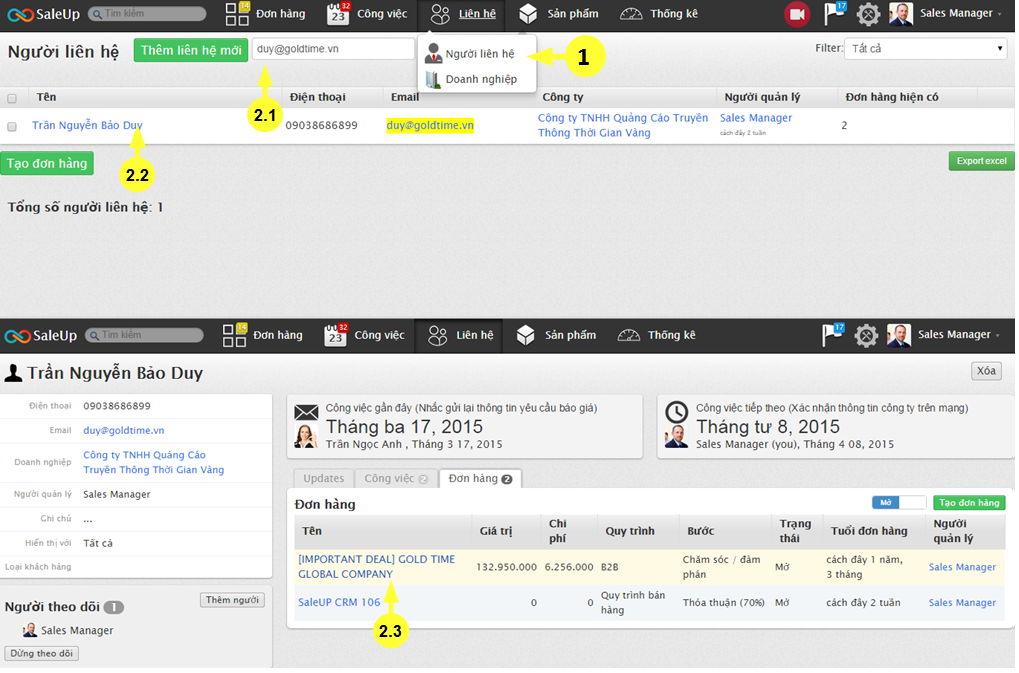 SaleUp Tìm kiếm 14 Đơn hàng 32 23 Công việc Liên hệ Sản phẩm Thống kê 17 Sales Manager
Người liên hệ Thêm liên hệ mới duy@goldtime.vn Người liên hệ 1 Filter: Tất cả
Doanh nghiệp
Tên 2.1 Điện thoại Email Công ty Người quản lý Đơn hàng hiện có
Trần Nguyễn Bảo Duy 09038686899 duy@goldtime.vn Công ty TNHH Quảng Cáo Truyền Sales Manager 2
Thông Thời Gian Vàng cách đây 2 tuần
Tạo đơn hàng 2.2 Export excel
Tổng số người liên hệ: 1
SaleUp Tìm kiếm 14 Đơn hàng 32 23 Công việc Liên hệ Sản phẩm Thống kê 17 Sales Manager
Trần Nguyễn Bảo Duy Xóa
Điện thoại 09038686899
Email duy@goldtime.vn
Doanh nghiệp Công ty TNHH Quảng Cáo
Truyền Thông Thời Gian Vàng
Người quản lý Sales Manager
Ghi chú ...
Hiển thị với Tất cả
Loại khách hàng
Người theo dõi 1 Thêm người
Sales Manager
Dừng theo dõi
Công việc gần đây (Nhắc gửi lại thông tin yêu cầu báo giá)
Tháng ba 17, 2015
Trần Ngọc Anh , Tháng 3 17, 2015
Công việc tiếp theo (Xác nhận thông tin công ty trên mạng)
Tháng tư 8, 2015
Sales Manager (you), Tháng 4 08, 2015
Updates Công việc 2 Đơn hàng 2
Đơn hàng Mở Tạo đơn hàng
Tên Giá trị Chi phí Quy trình Bước Trạng thái Tuổi đơn hàng Người quản lý
[IMPORTANT DEAL] GOLD TIME GLOBAL COMPANY 132.950.000 6.256.000 B2B Chăm sóc / đàm phán Mở cách đây 1 năm, 3 tháng Sales Manager
SaleUP CRM 106 0 0 Quy trình bán hàng Thỏa thuận (70%) Mở cách đây 2 tuần Sales Manager
2.3